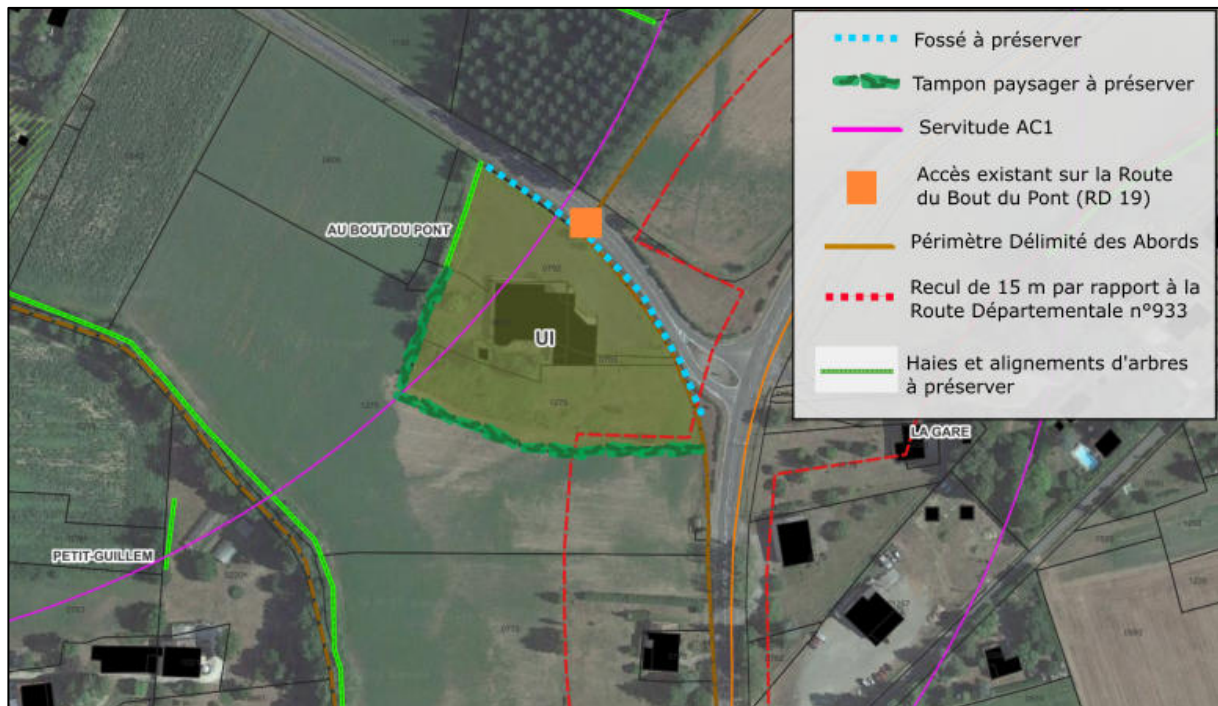 Fossé à préserver
Tampon paysager à préserver
Servitude AC1
Accès existant sur la Route
du Bout du Pont (RD 19)
Périmètre Délimité des Abords
Recul de 15 m par rapport à la
Route Départementale n°933
Haies et alignements d'arbres
à préserver
AU BOUT DU PONT
UI
LA GARE
PETIT-GUILLEM